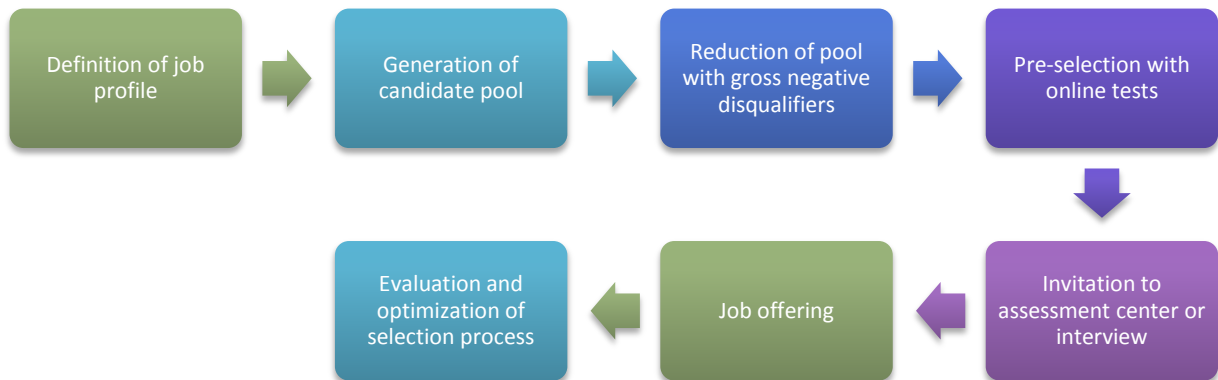 Definition of job
profile
Generation of
candidate pool
Reduction of pool
with gross negative
disqualifiers
Pre-selection with
online tests
Invitation to
assessment center or
interview
Job offering
Evaluation and
optimization of
selection process